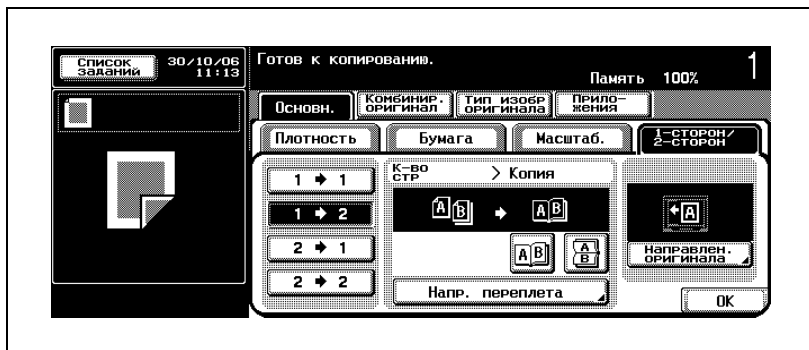 Список заданий
30/10/06
11:13
Готов к копированию.
Память 100%
1
Основн.
Комбинир. оригинал
Тип изобр оригинала
Прило-
жения
Плотность
Бумага
Масштаб.
1-сторон/
2-сторон
1 → 1
1 → 2
2 → 1
2 → 2
К-во стр > Копия
A B → A B
A B
A
B
Напр. переплета
A
Направлен. оригинала
OK